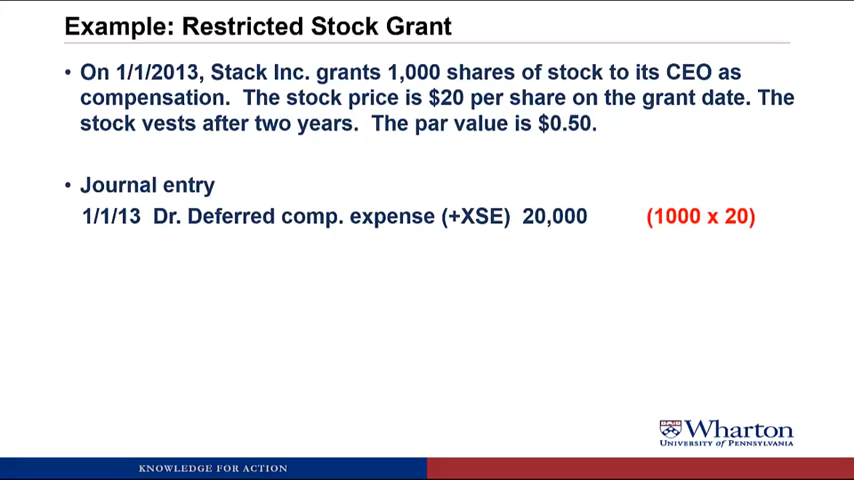 Example: Restricted Stock Grant
• On 1/1/2013, Stack Inc. grants 1,000 shares of stock to its CEO as
compensation. The stock price is $20 per share on the grant date. The
stock vests after two years. The par value is $0.50.
• Journal entry
1/1/13 Dr. Deferred comp. expense (+XSE) 20,000 (1000 x 20)
Wharton
UNIVERSITY of PENNSYLVANIA
KNOWLEDGE FOR ACTION